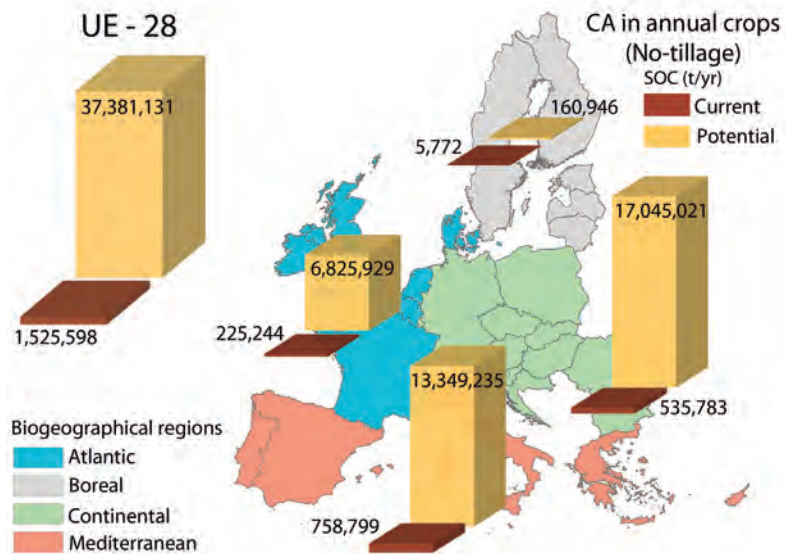 UE - 28
37,381,131
1,525,598
CA in annual crops
(No-tillage)
SOC (t/yr)
Current
Potential
160,946
5,772
17,045,021
535,783
6,825,929
225,244
13,349,235
758,799
Biogeographical regions
Atlantic
Boreal
Continental
Mediterranean